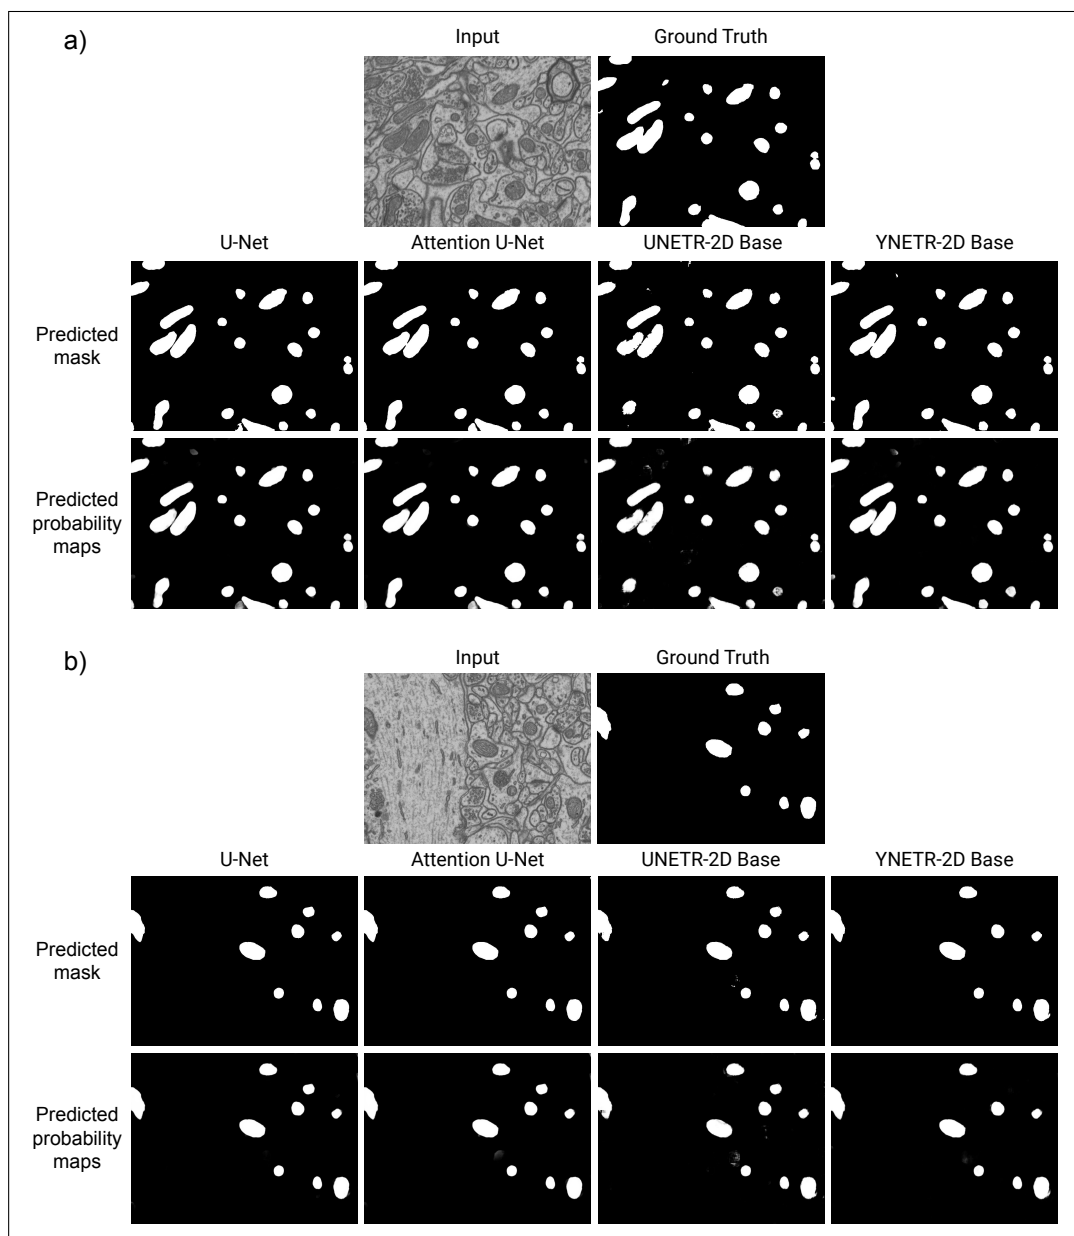 a)
Input
Ground Truth
U-Net
Attention U-Net
UNETR-2D Base
YNETR-2D Base
Predicted
mask
Predicted
probability
maps
b)
Input
Ground Truth
U-Net
Attention U-Net
UNETR-2D Base
YNETR-2D Base
Predicted
mask
Predicted
probability
maps